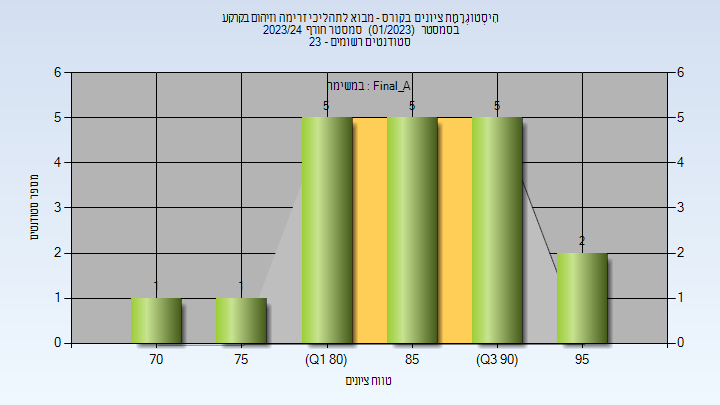 היסטוגרמת ציונים בקורס - מבוא לתהליכי זרימה וזיהום בקרקע
בסמסטר (01/2023) סמסטר חורף 2023/24
סטודנטים רשומים - 23
במשימה : Final_A
6 6
5 5 5
5 5
4 4
3 3
2
2 2
1 1
1 1
0 0
מספר סטודנטים
70 75 (Q1 80) 85 (Q3 90) 95
טווח ציונים